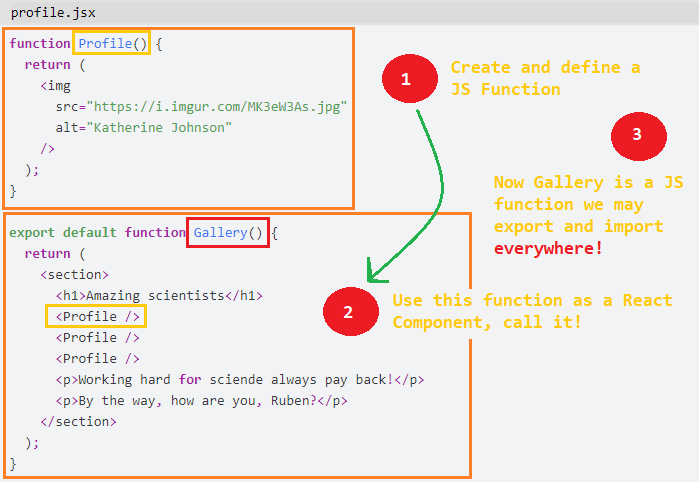 profile.jsx
function Profile() {
return (
<img
src="https://i.imgur.com/MK3eW3As.jpg"
alt="Katherine Johnson"
/>
);
}
1
Create and define a
JS Function
3
Now Gallery is a JS
function we may
export and import
everywhere!
export default function Gallery() {
return (
<section>
<h1>Amazing scientists</h1>
<Profile />
<Profile />
<Profile />
<p>Working hard for sciende always pay back!</p>
<p>By the way, how are you, Ruben?</p>
</section>
);
}
2
Use this function as a React
Component, call it!